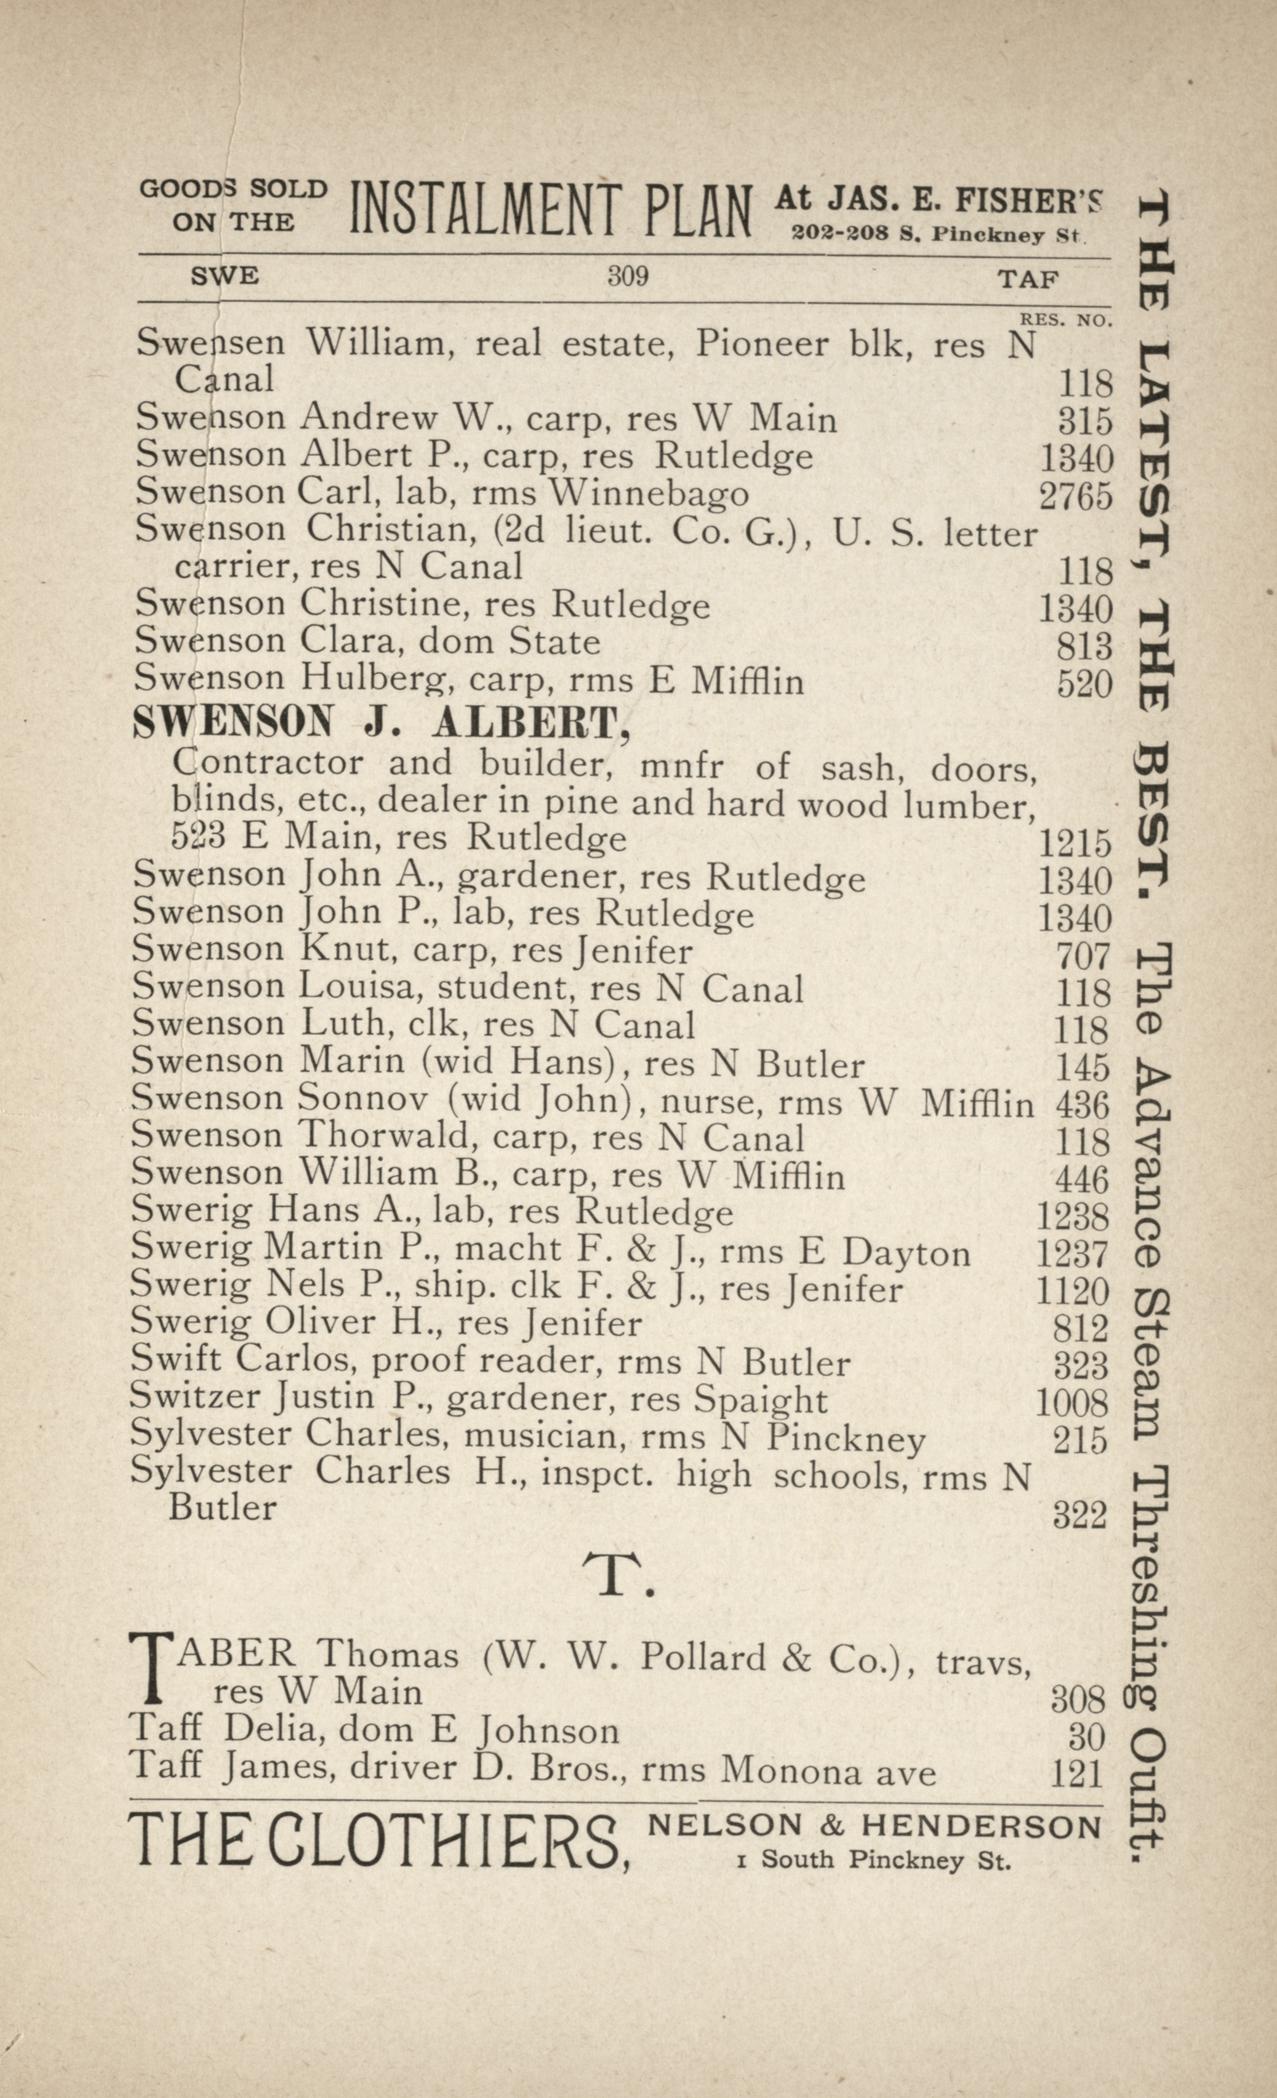 GOODS SOLD ON THE INSTALMENT PLAN At JAS. E. FISHER'S
202-208 S. Pinckney St.
SWE 309 TAF
RES. NO.
Swensen William, real estate, Pioneer blk, res N
Canal 118
Swenson Andrew W., carp, res W Main 315
Swenson Albert P., carp, res Rutledge 1340
Swenson Carl, lab, rms Winnebago 2765
Swenson Christian, (2d lieut. Co. G.), U. S. letter
carrier, res N Canal 118
Swenson Christine, res Rutledge 1340
Swenson Clara, dom State 813
Swenson Hulberg, carp, rms E Mifflin 520
SWENSON J. ALBERT,
Contractor and builder, mnfr of sash, doors,
blinds, etc., dealer in pine and hard wood lumber,
523 E Main, res Rutledge 1215
Swenson John A., gardener, res Rutledge 1340
Swenson John P., lab, res Rutledge 1340
Swenson Knut, carp, res Jenifer 707
Swenson Louisa, student, res N Canal 118
Swenson Luth, clk, res N Canal 118
Swenson Marin (wid Hans), res N Butler 145
Swenson Sonnov (wid John), nurse, rms W Mifflin 436
Swenson Thorwald, carp, res N Canal 118
Swenson William B., carp, res W Mifflin 446
Swerig Hans A., lab, res Rutledge 1238
Swerig Martin P., macht F. & J., rms E Dayton 1237
Swerig Nels P., ship. clk F. & J., res Jenifer 1120
Swerig Oliver H., res Jenifer 812
Swift Carlos, proof reader, rms N Butler 323
Switzer Justin P., gardener, res Spaight 1008
Sylvester Charles, musician, rms N Pinckney 215
Sylvester Charles H., inspct. high schools, rms N
Butler 322
T.
TABER Thomas (W. W. Pollard & Co.), travs,
res W Main 308
Taff Delia, dom E Johnson 30
Taff James, driver D. Bros., rms Monona ave 121
THE CLOTHIERS, NELSON & HENDERSON
1 South Pinckney St.
THE LATEST, THE BEST. The Advance Steam Threshing Oufit.